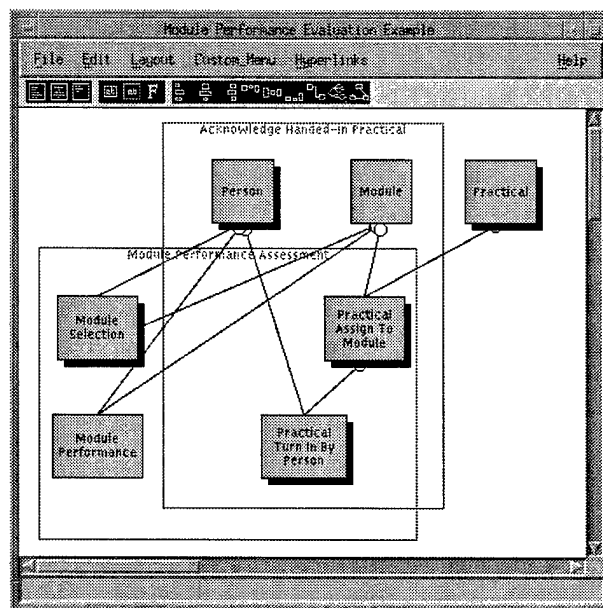 Module Performance Evaluation Example
File Edit Layout Custom_Menu Hyperlinks Help
F
Acknowledge Handed-in Practical
Person
Module
Practical
Module Performance Assessment
Module
Selection
Practical
Assign To
Module
Module
Performance
Practical
Turn In By
Person